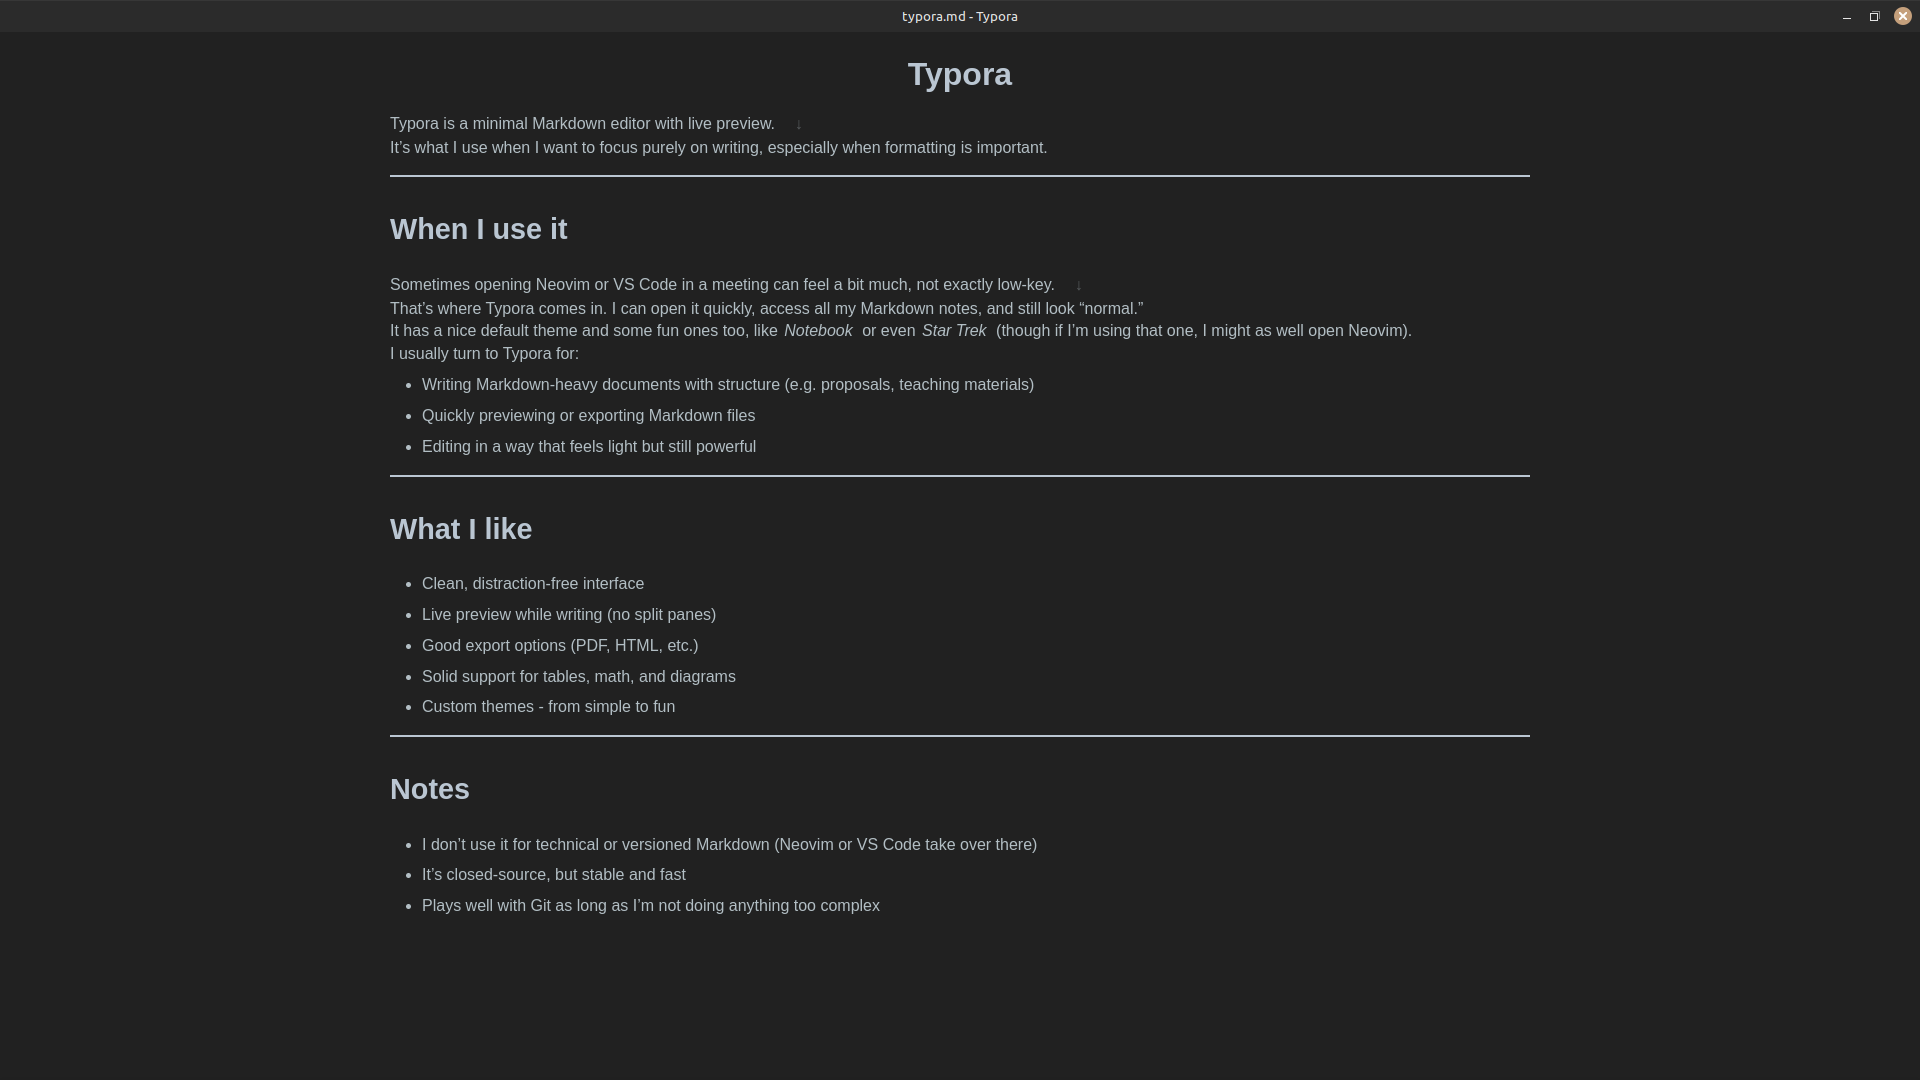 typora.md - Typora
Typora
Typora is a minimal Markdown editor with live preview. ↓
It’s what I use when I want to focus purely on writing, especially when formatting is important.
When I use it
Sometimes opening Neovim or VS Code in a meeting can feel a bit much, not exactly low-key. ↓
That’s where Typora comes in. I can open it quickly, access all my Markdown notes, and still look “normal.”
It has a nice default theme and some fun ones too, like Notebook or even Star Trek (though if I’m using that one, I might as well open Neovim).
I usually turn to Typora for:
• Writing Markdown-heavy documents with structure (e.g. proposals, teaching materials)
• Quickly previewing or exporting Markdown files
• Editing in a way that feels light but still powerful
What I like
• Clean, distraction-free interface
• Live preview while writing (no split panes)
• Good export options (PDF, HTML, etc.)
• Solid support for tables, math, and diagrams
• Custom themes - from simple to fun
Notes
• I don’t use it for technical or versioned Markdown (Neovim or VS Code take over there)
• It’s closed-source, but stable and fast
• Plays well with Git as long as I’m not doing anything too complex